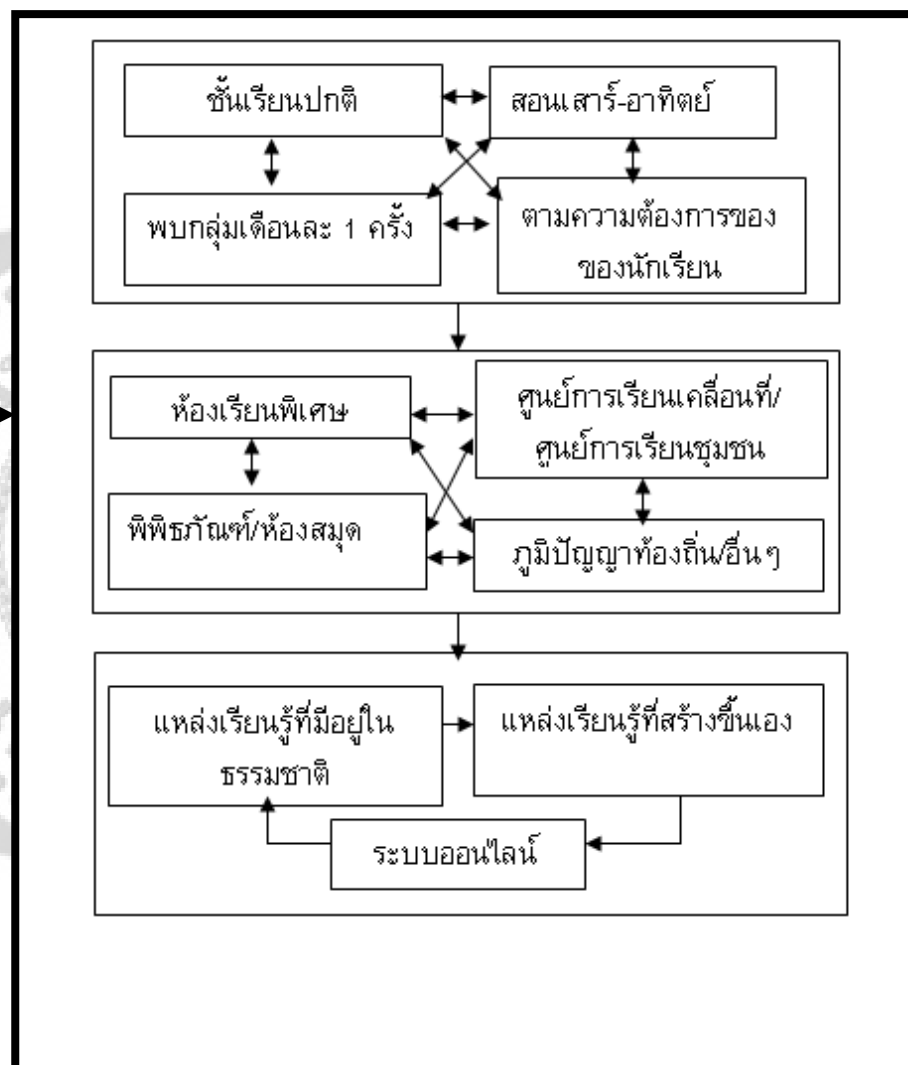 ชั้นเรียนปกติ
สอนเสาร์-อาทิตย์
พบกลุ่มเดือนละ 1 ครั้ง
ตามความต้องการของ
ของนักเรียน
ห้องเรียนพิเศษ
ศูนย์การเรียนเคลื่อนที่/
ศูนย์การเรียนชุมชน
พิพิธภัณฑ์/ห้องสมุด
ภูมิปัญญาท้องถิ่น/อื่นๆ
แหล่งเรียนรู้ที่มีอยู่ใน
ธรรมชาติ
แหล่งเรียนรู้ที่สร้างขึ้นเอง
ระบบออนไลน์